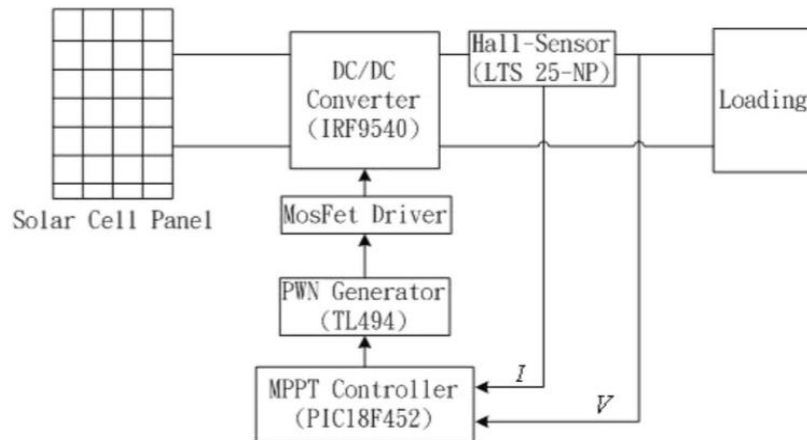 Hall-Sensor
(LTS 25-NP)
DC/DC
Converter
(IRF9540)
Loading
Solar Cell Panel
MosFet Driver
PWN Generator
(TL494)
MPPT Controller
(PIC18F452)
I
V